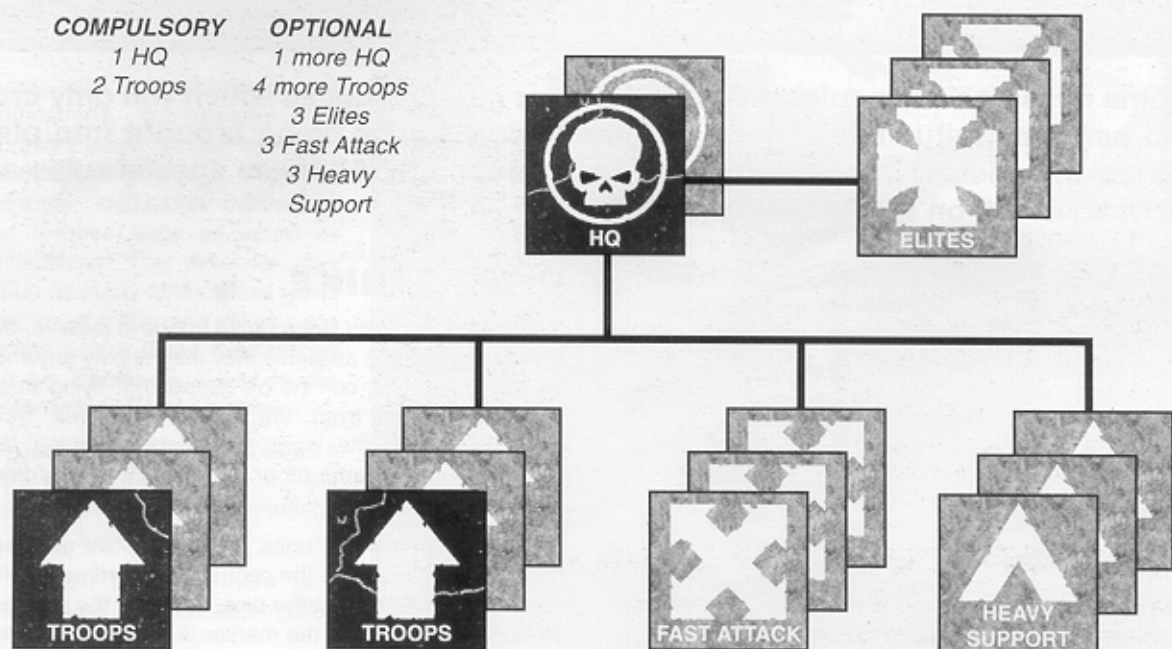 COMPULSORY
1 HQ
2 Troops
OPTIONAL
1 more HQ
4 more Troops
3 Elites
3 Fast Attack
3 Heavy
Support
HQ
ELITES
TROOPS
TROOPS
FAST ATTACK
HEAVY
SUPPORT